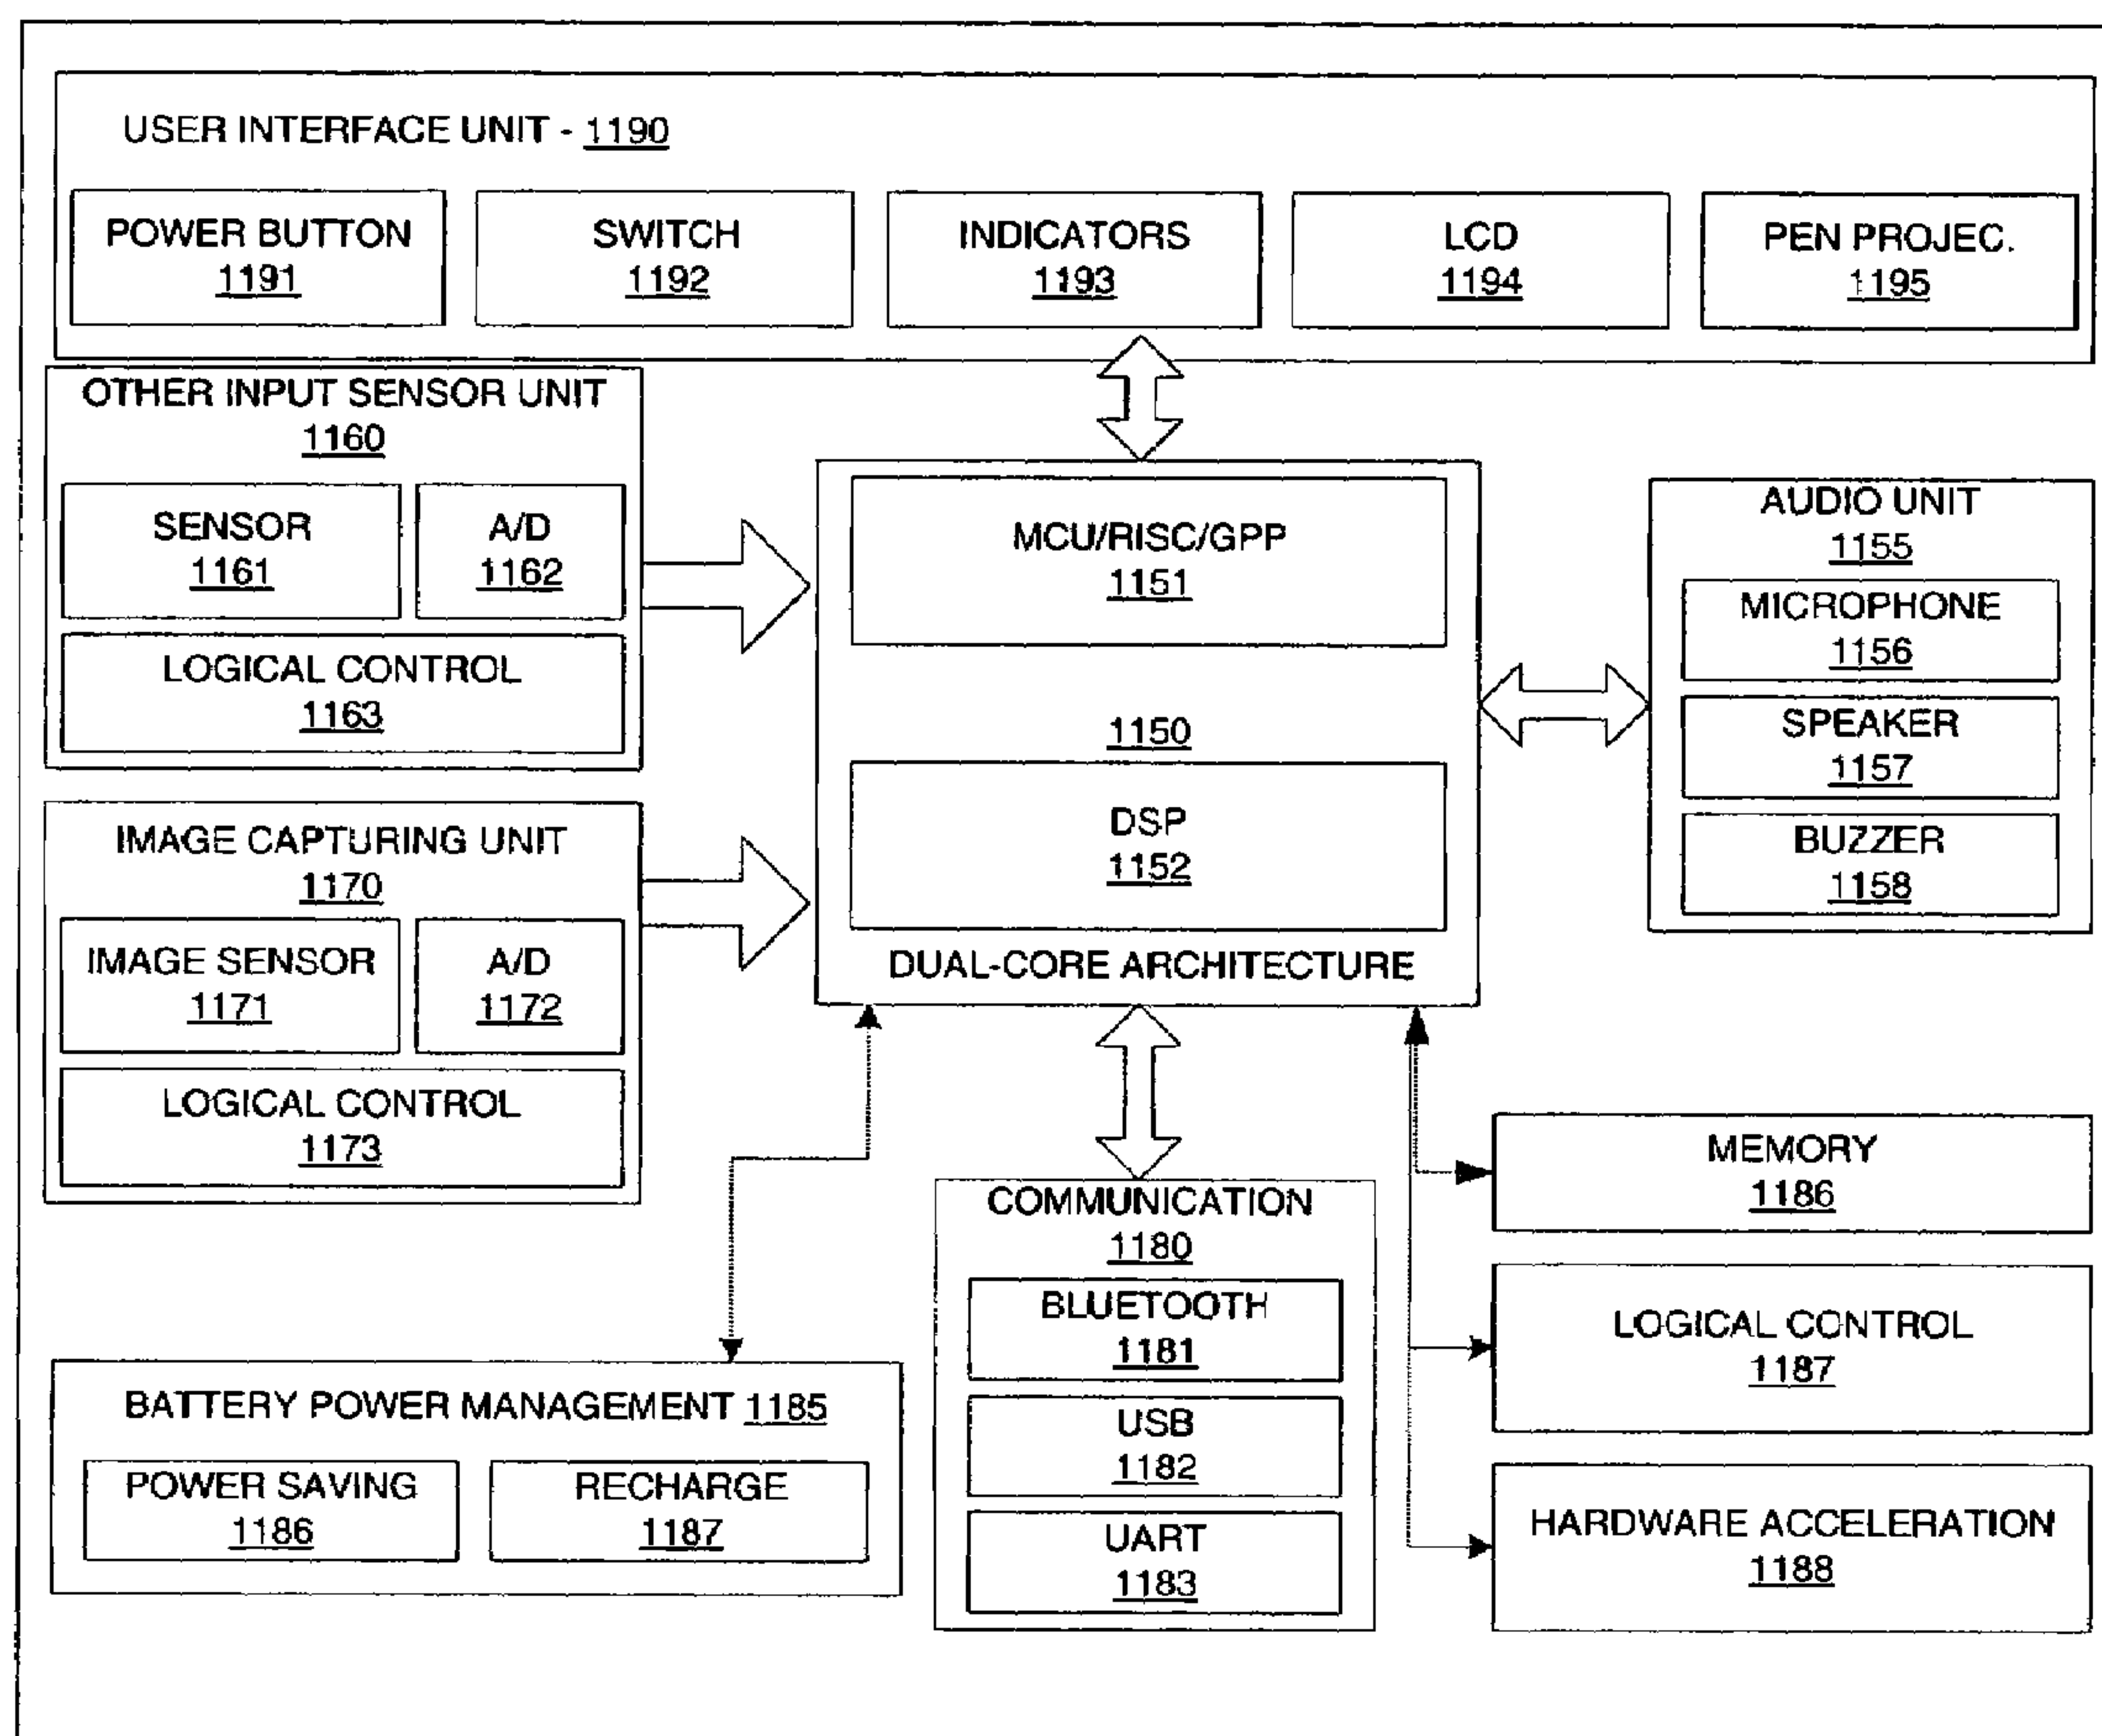 USER INTERFACE UNIT - 1190
POWER BUTTON
1191
SWITCH
1192
INDICATORS
1193
LCD
1194
PEN PROJEC.
1195
OTHER INPUT SENSOR UNIT
1160
SENSOR
1161
A/D
1162
LOGICAL CONTROL
1163
IMAGE CAPTURING UNIT
1170
IMAGE SENSOR
1171
A/D
1172
LOGICAL CONTROL
1173
MCU/RISC/GPP
1151
1150
DSP
1152
DUAL-CORE ARCHITECTURE
AUDIO UNIT
1155
MICROPHONE
1156
SPEAKER
1157
BUZZER
1158
BATTERY POWER MANAGEMENT 1185
POWER SAVING
1186
RECHARGE
1187
COMMUNICATION
1180
BLUETOOTH
1181
USB
1182
UART
1183
MEMORY
1186
LOGICAL CONTROL
1187
HARDWARE ACCELERATION
1188